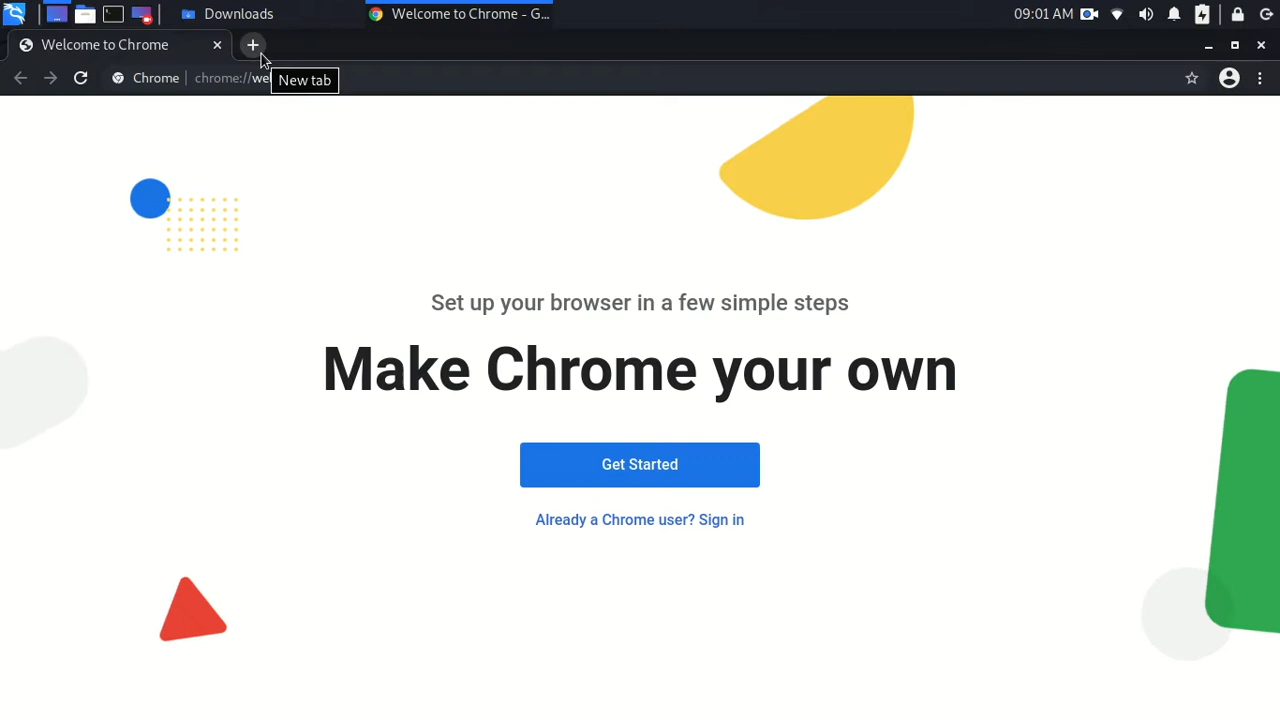 Downloads
Welcome to Chrome - G...
09:01 AM
Welcome to Chrome
Chrome
chrome://wel
New tab
Set up your browser in a few simple steps
Make Chrome your own
Get Started
Already a Chrome user? Sign in